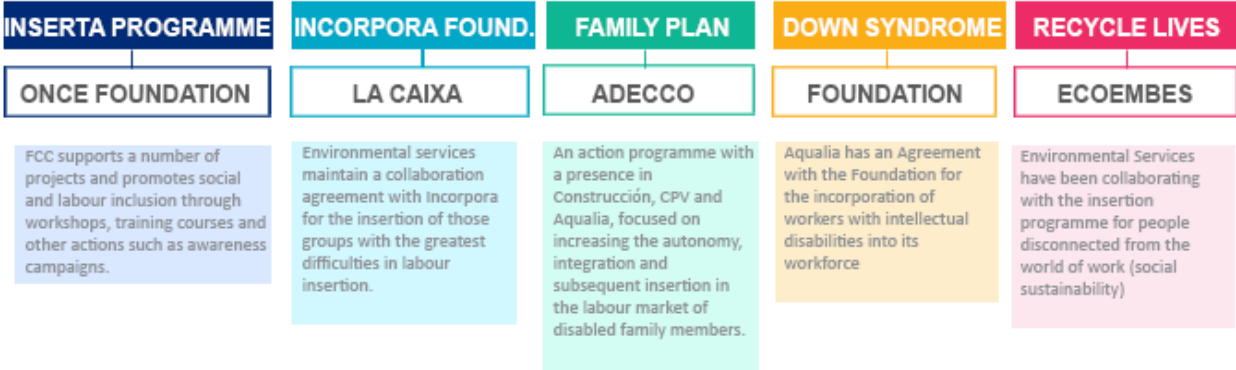 INSERTA PROGRAMME
ONCE FOUNDATION
FCC supports a number of
projects and promotes social
and labour inclusion through
workshops, training courses and
other actions such as awareness
campaigns.
INCORPORA FOUND.
LA CAIXA
Environmental services
maintain a collaboration
agreement with Incorpora
for the insertion of those
groups with the greatest
difficulties in labour
insertion.
FAMILY PLAN
ADECCO
An action programme with
a presence in
Construcción, CPV and
Aqualia, focused on
increasing the autonomy,
integration and
subsequent insertion in
the labour market of
disabled family members.
DOWN SYNDROME
FOUNDATION
Aqualia has an Agreement
with the Foundation for
the incorporation of
workers with intellectual
disabilities into its
workforce
RECYCLE LIVES
ECOEMBES
Environmental Services
have been collaborating
with the insertion
programme for people
disconnected from the
world of work (social
sustainability)